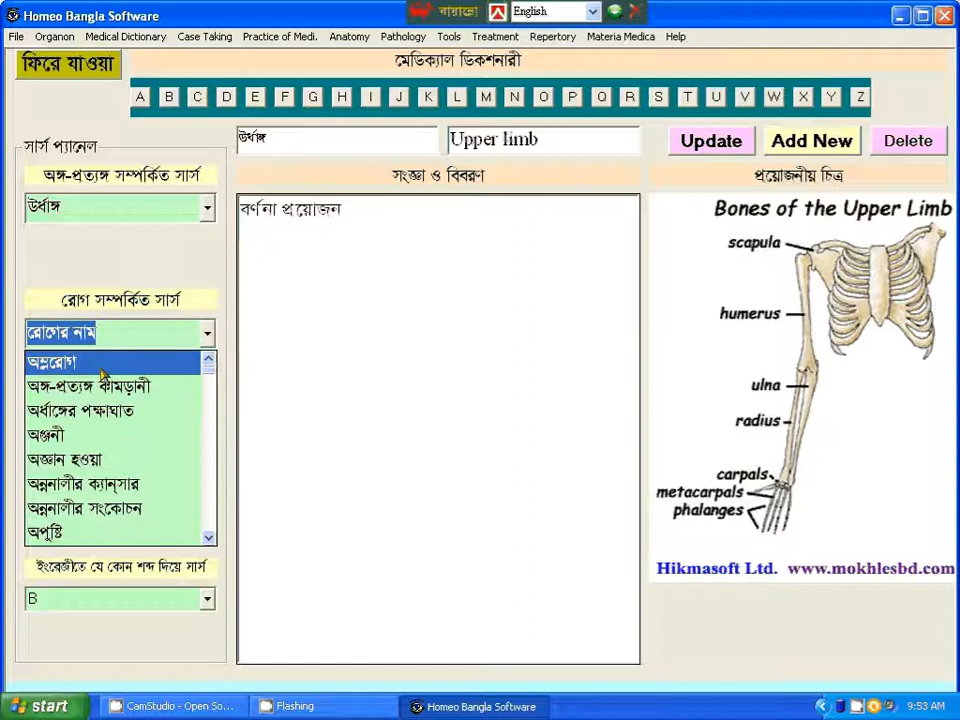 Homeo Bangla Software
বায়ান্নো
English
File Organon Medical Dictionary Case Taking Practice of Medi. Anatomy Pathology Tools Treatment Repertory Materia Medica Help
ফিরে যাওয়া
মেডিক্যাল ডিকশনারী
A B C D E F G H I J K L M N O P Q R S T U V W X Y Z
সার্স প্যানেল
উর্ধাঙ্গ
Upper limb
Update
Add New
Delete
অঙ্গ-প্রত্যঙ্গ সম্পর্কিত সার্স
সংজ্ঞা ও বিবরণ
প্রয়োজনীয় চিত্র
উর্ধাঙ্গ
বর্ণনা প্রয়োজন
Bones of the Upper Limb
scapula
humerus
ulna
radius
carpals
metacarpals
phalanges
Hikmasoft Ltd. www.mokhlesbd.com
রোগ সম্পর্কিত সার্স
রোগের নাম
অম্লরোগ
অঙ্গ-প্রত্যঙ্গ কামড়ানী
অর্ধাঙ্গের পক্ষাঘাত
অঞ্জনী
অজ্ঞান হওয়া
অন্ননালীর ক্যান্সার
অন্ননালীর সংকোচন
অপুষ্টি
ইংরেজীতে যে কোন শব্দ দিয়ে সার্স
B
start
CamStudio - Open So...
Flashing
Homeo Bangla Software
9:53 AM